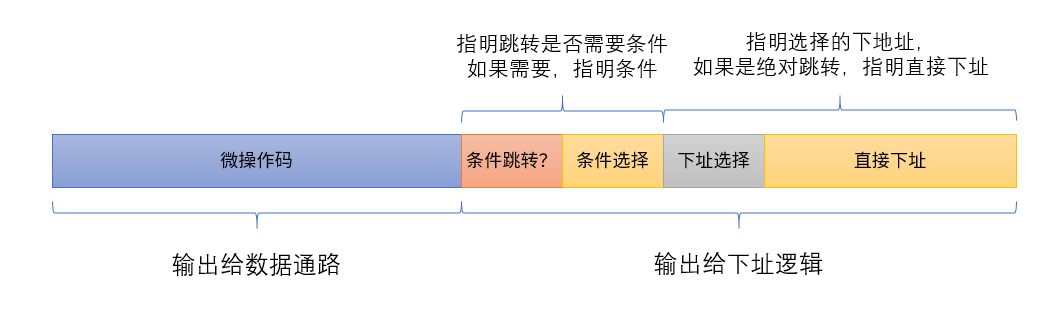 指明跳转是否需要条件
如果需要，指明条件
指明选择的下地址，
如果是绝对跳转，指明直接下址
微操作码
条件跳转？
条件选择
下址选择
直接下址
输出给数据通路
输出给下址逻辑